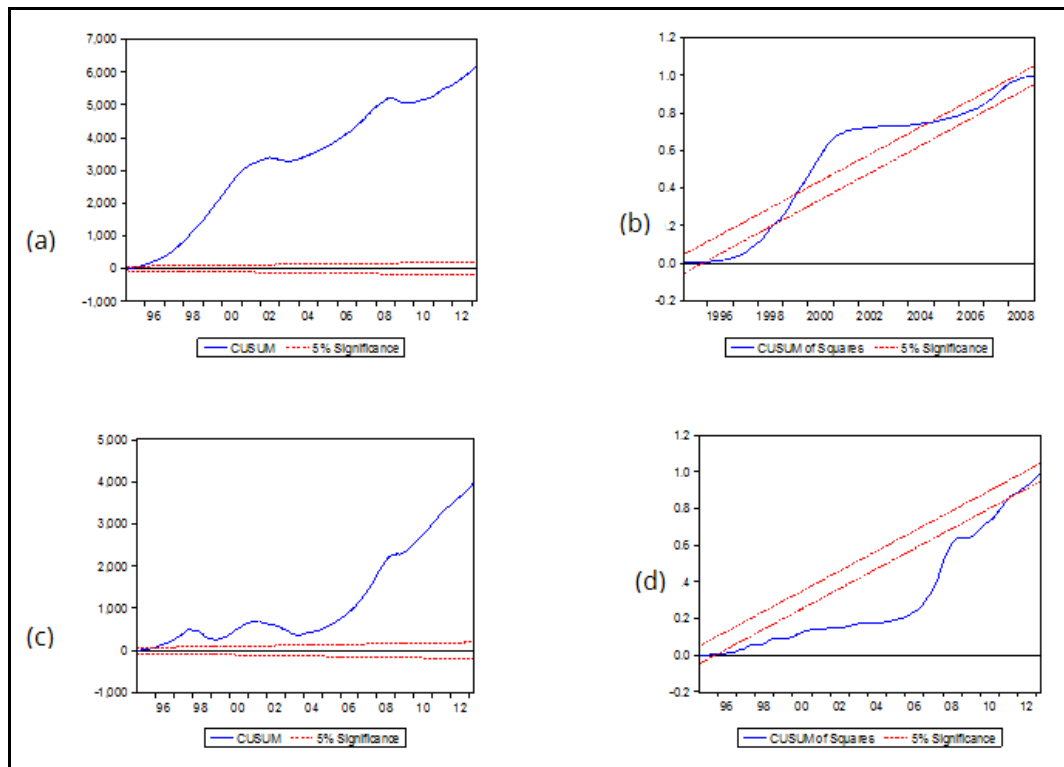 7,000
6,000
5,000
4,000
3,000
2,000
1,000
0
-1,000
96 98 00 02 04 06 08 10 12
CUSUM 5% Significance
(a)
1.2
1.0
0.8
0.6
0.4
.2
0.0
-0.2
1996 1998 2000 2002 2004 2006 2008
CUSUM of Squares 5% Significance
(b)
5,000
4,000
3,000
2,000
1,000
0
-1,000
96 98 00 02 04 06 08 10 12
CUSUM 5% Significance
(c)
1.2
1.0
0.8
0.6
.4
0.2
0.0
-0.2
96 98 00 02 04 06 08 10 12
CUSUM of Squares 5% Significance
(d)